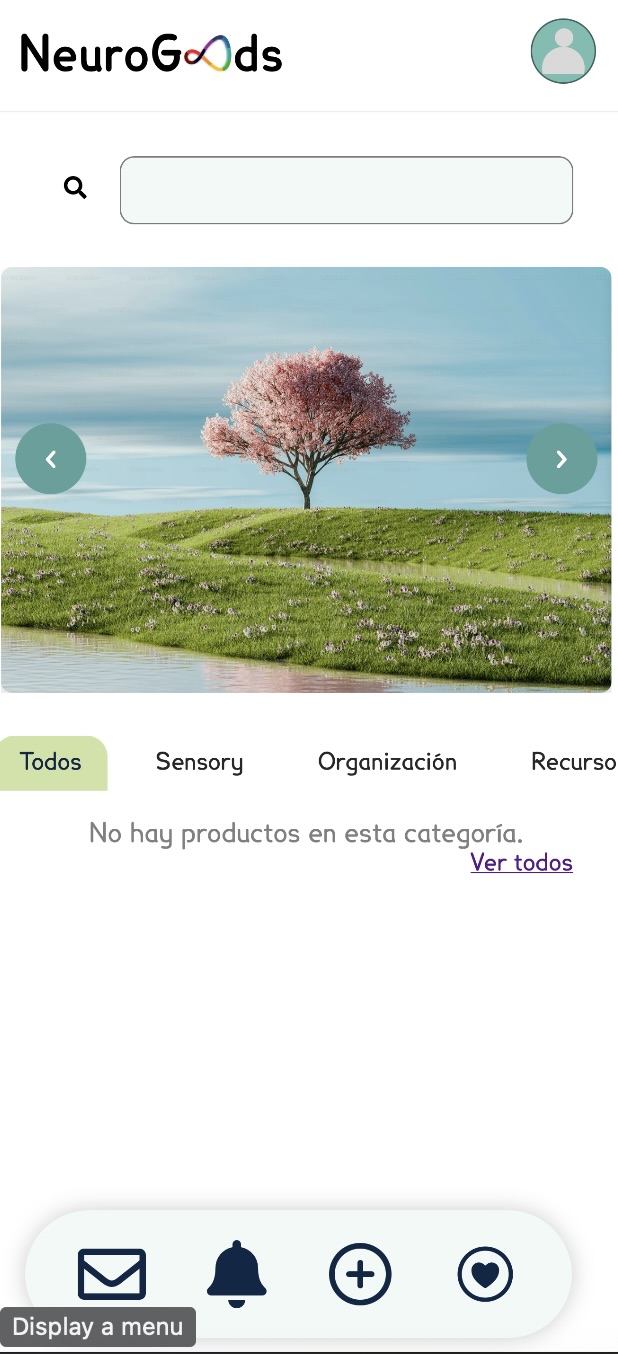 NeuroGoods
Todos Sensory Organización Recurso
No hay productos en esta categoría.
Ver todos
Display a menu